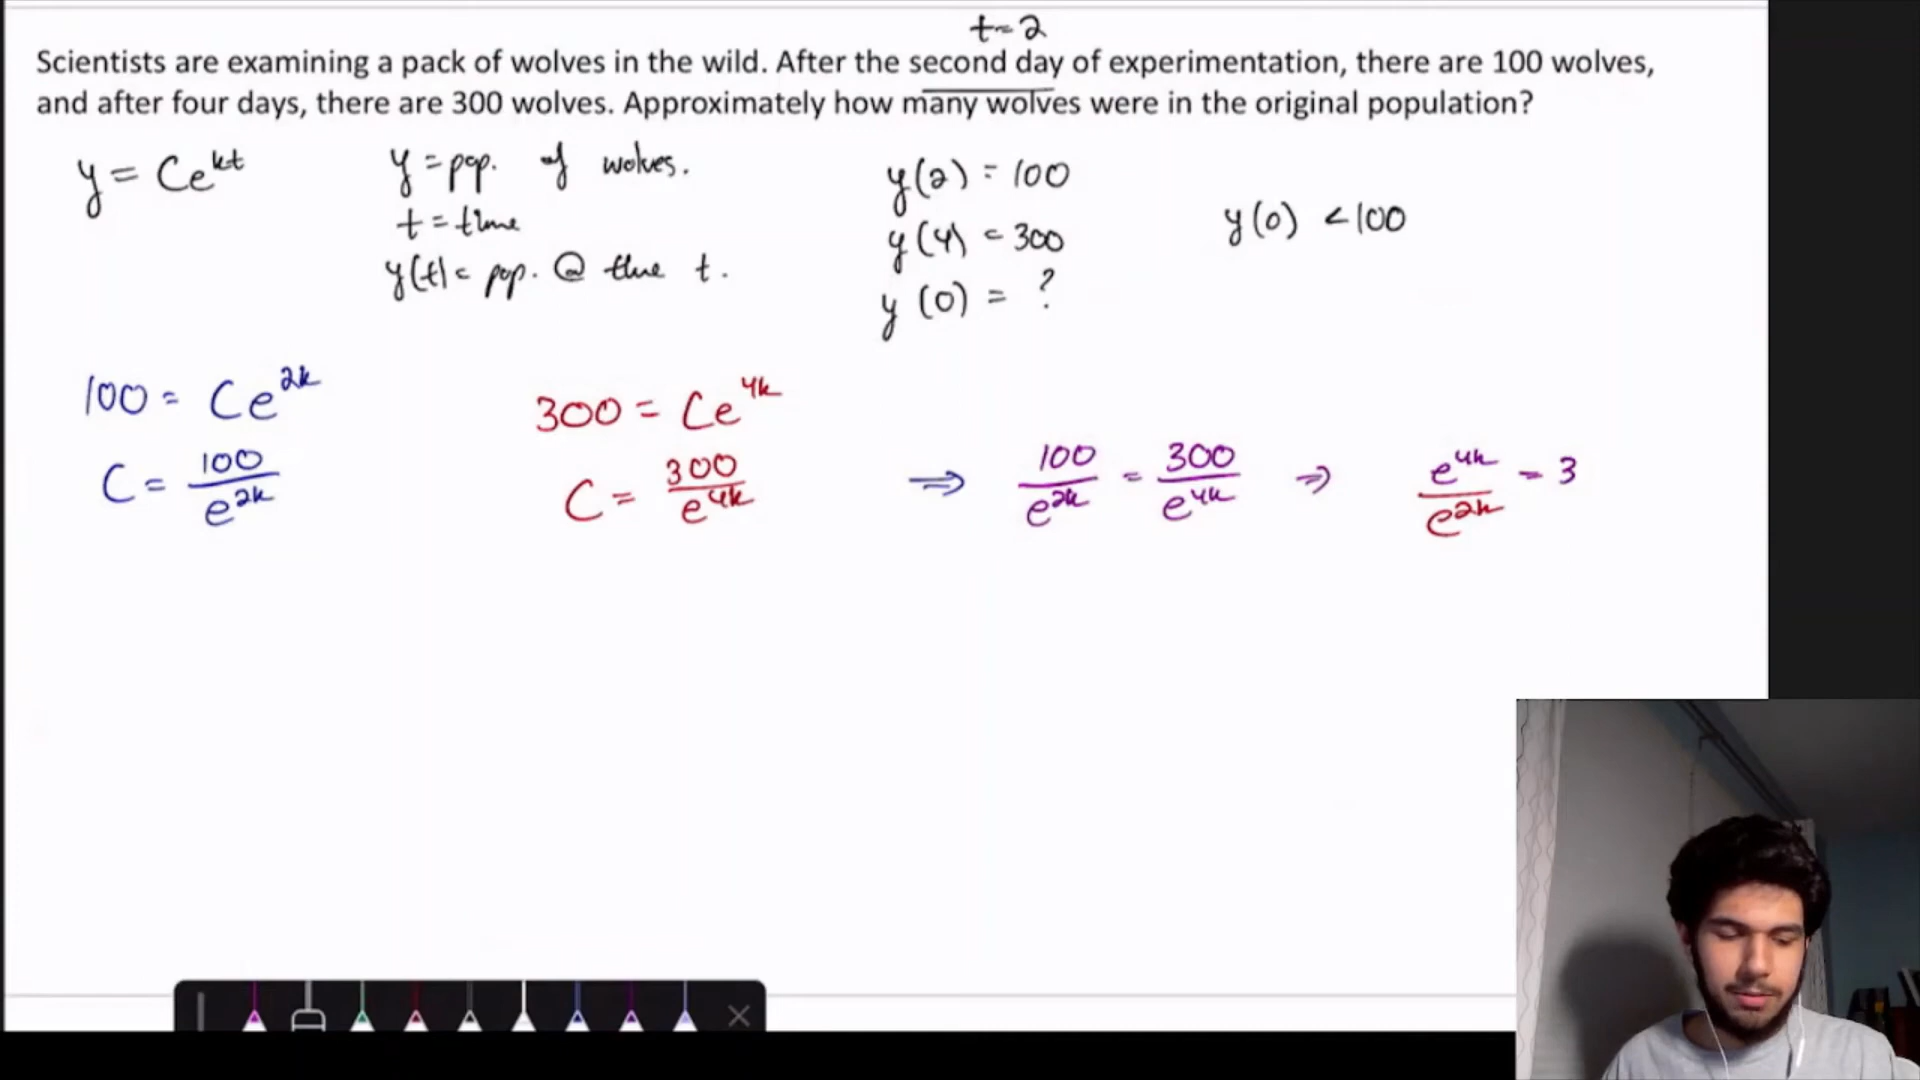 t=2
Scientists are examining a pack of wolves in the wild. After the second day of experimentation, there are 100 wolves,
and after four days, there are 300 wolves. Approximately how many wolves were in the original population?
y = Ce^{kt}
y = pop. of wolves.
t = time
y(t) = pop. @ time t.
y(2) = 100
y(4) = 300
y(0) = ?
y(0) < 100
100 = Ce^{2k}
C = 100/e^{2k}
300 = Ce^{4k}
C = 300/e^{4k}
⇒ 100/e^{2k} = 300/e^{4k} ⇒ e^{4k}/e^{2k} = 3